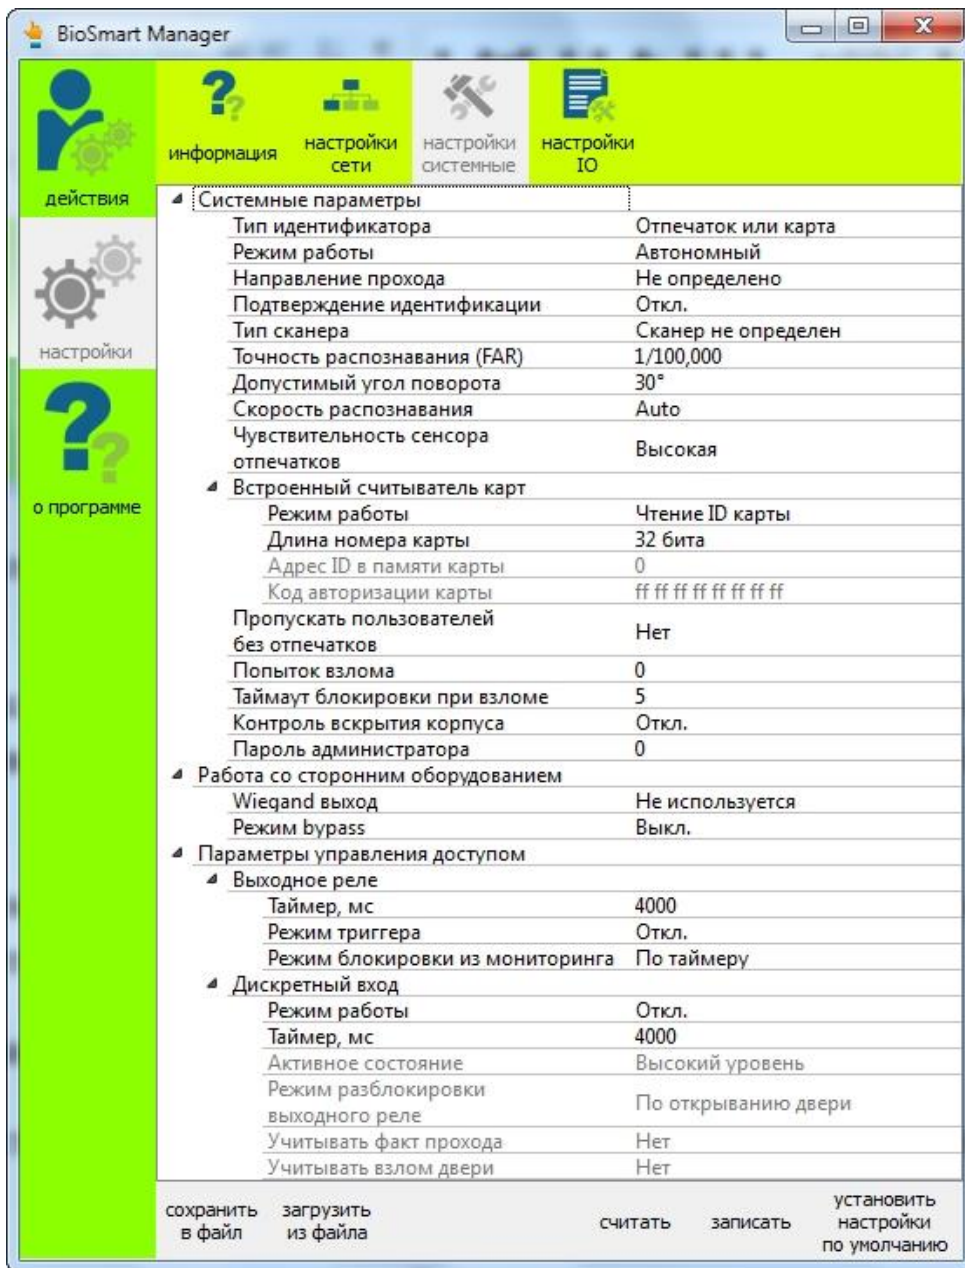 BioSmart Manager
действия
настройки
о программе
информация
настройки
сети
настройки
системные
настройки
IO
Системные параметры
Тип идентификатора Отпечаток или карта
Режим работы Автономный
Направление прохода Не определено
Подтверждение идентификации Откл.
Тип сканера Сканер не определен
Точность распознавания (FAR) 1/100,000
Допустимый угол поворота 30°
Скорость распознавания Auto
Чувствительность сенсора
отпечатков Высокая
Встроенный считыватель карт
Режим работы Чтение ID карты
Длина номера карты 32 бита
Адрес ID в памяти карты 0
Код авторизации карты ff ff ff ff ff ff ff ff
Пропускать пользователей
без отпечатков Нет
Попыток взлома 0
Таймаут блокировки при взломе 5
Контроль вскрытия корпуса Откл.
Пароль администратора 0
Работа со сторонним оборудованием
Wiegand выход Не используется
Режим bypass Выкл.
Параметры управления доступом
Выходное реле
Таймер, мс 4000
Режим триггера Откл.
Режим блокировки из мониторинга По таймеру
Дискретный вход
Режим работы Откл.
Таймер, мс 4000
Активное состояние Высокий уровень
Режим разблокировки
выходного реле По открыванию двери
Учитывать факт прохода Нет
Учитывать взлом двери Нет
сохранить
в файл
загрузить
из файла
считать
записать
установить
настройки
по умолчанию